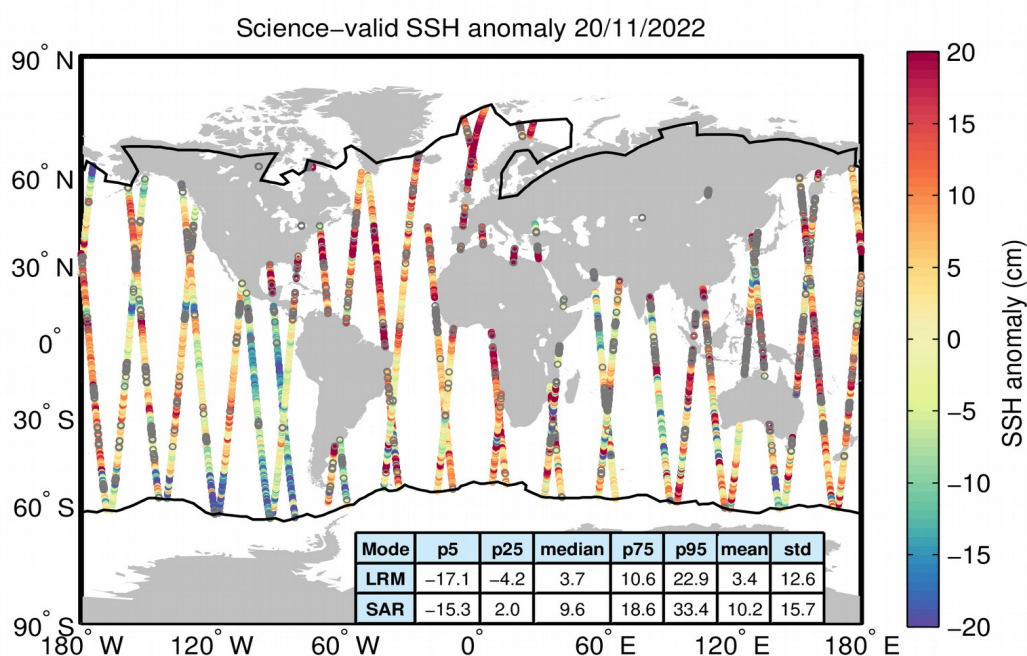 Science−valid SSH anomaly 20/11/2022
90° N
60° N
30° N
0°
30° S
60° S
90° S
180° W
120° W
60° W
0°
60° E
120° E
180° E
20
15
10
5
0
−5
−10
−15
−20
SSH anomaly (cm)
Mode p5 p25 median p75 p95 mean std
LRM −17.1 −4.2 3.7 10.6 22.9 3.4 12.6
SAR −15.3 2.0 9.6 18.6 33.4 10.2 15.7